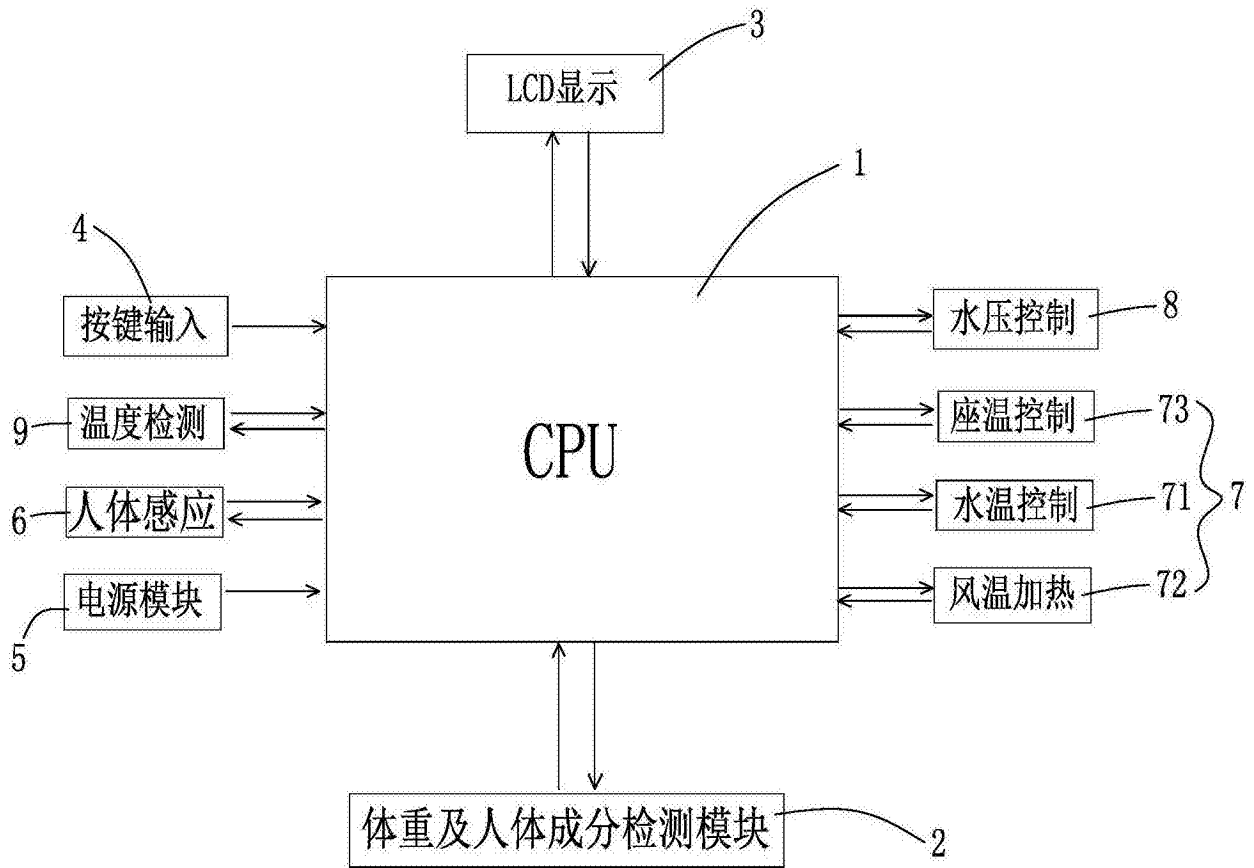 3
LCD显示
1
4
按键输入
水压控制
8
9
温度检测
座温控制
73
6
人体感应
CPU
水温控制
71
7
5
电源模块
风温加热
72
体重及人体成分检测模块
2